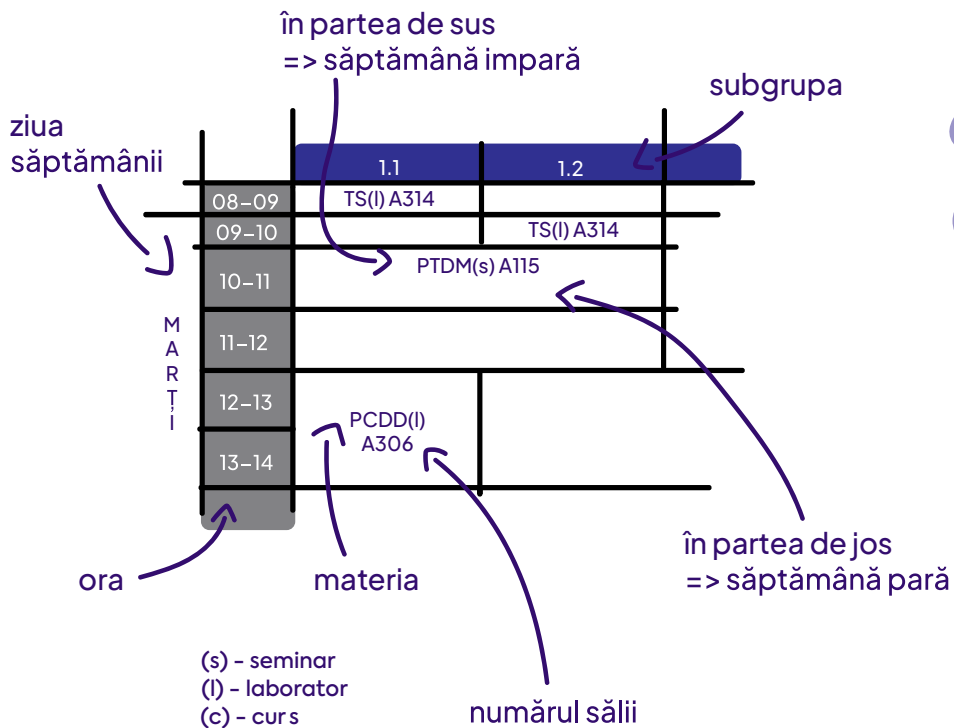 în partea de sus
=> săptămână impară
subgrupa
ziua
săptămânii
1.1
1.2
08-09
TS(l) A314
09-10
TS(l) A314
PTDM(s) A115
10-11
MARȚI
11-12
12-13
PCDD(l)
A306
13-14
în partea de jos
=> săptămână pară
ora
materia
(s) - seminar
(l) - laborator
(c) - curs
numărul sălii